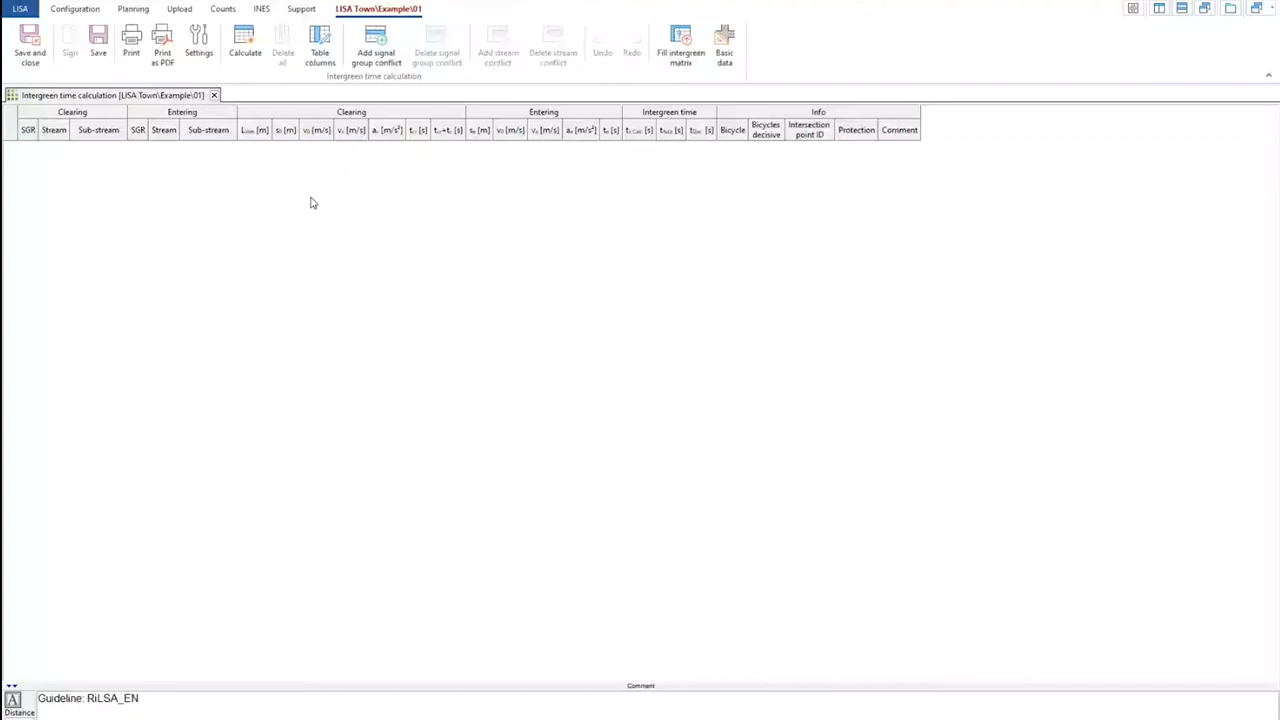 LISA Configuration Planning Upload Counts INES Support LISA Town\Example\01
Save and close Sign Save Print Print as PDF Settings Calculate Delete all Table columns Add signal group conflict Delete signal group conflict Add stream conflict Delete stream conflict Undo Redo Fill intergreen matrix Basic data
Intergreen time calculation
Intergreen time calculation [LISA Town\Example\01]
Clearing Entering Clearing Entering Intergreen time Info
SGR Stream Sub-stream SGR Stream Sub-stream [m] s₀ [m] v₀ [m/s] [m/s] [m/s²] [s] [s] [m] v₀ [m/s] [m/s] [m/s²] [s] [s] [s] [s] Bicycle Bicycles decisive Intersection point ID Protection Comment
Comment
Guideline: RiLSA_EN
Distance